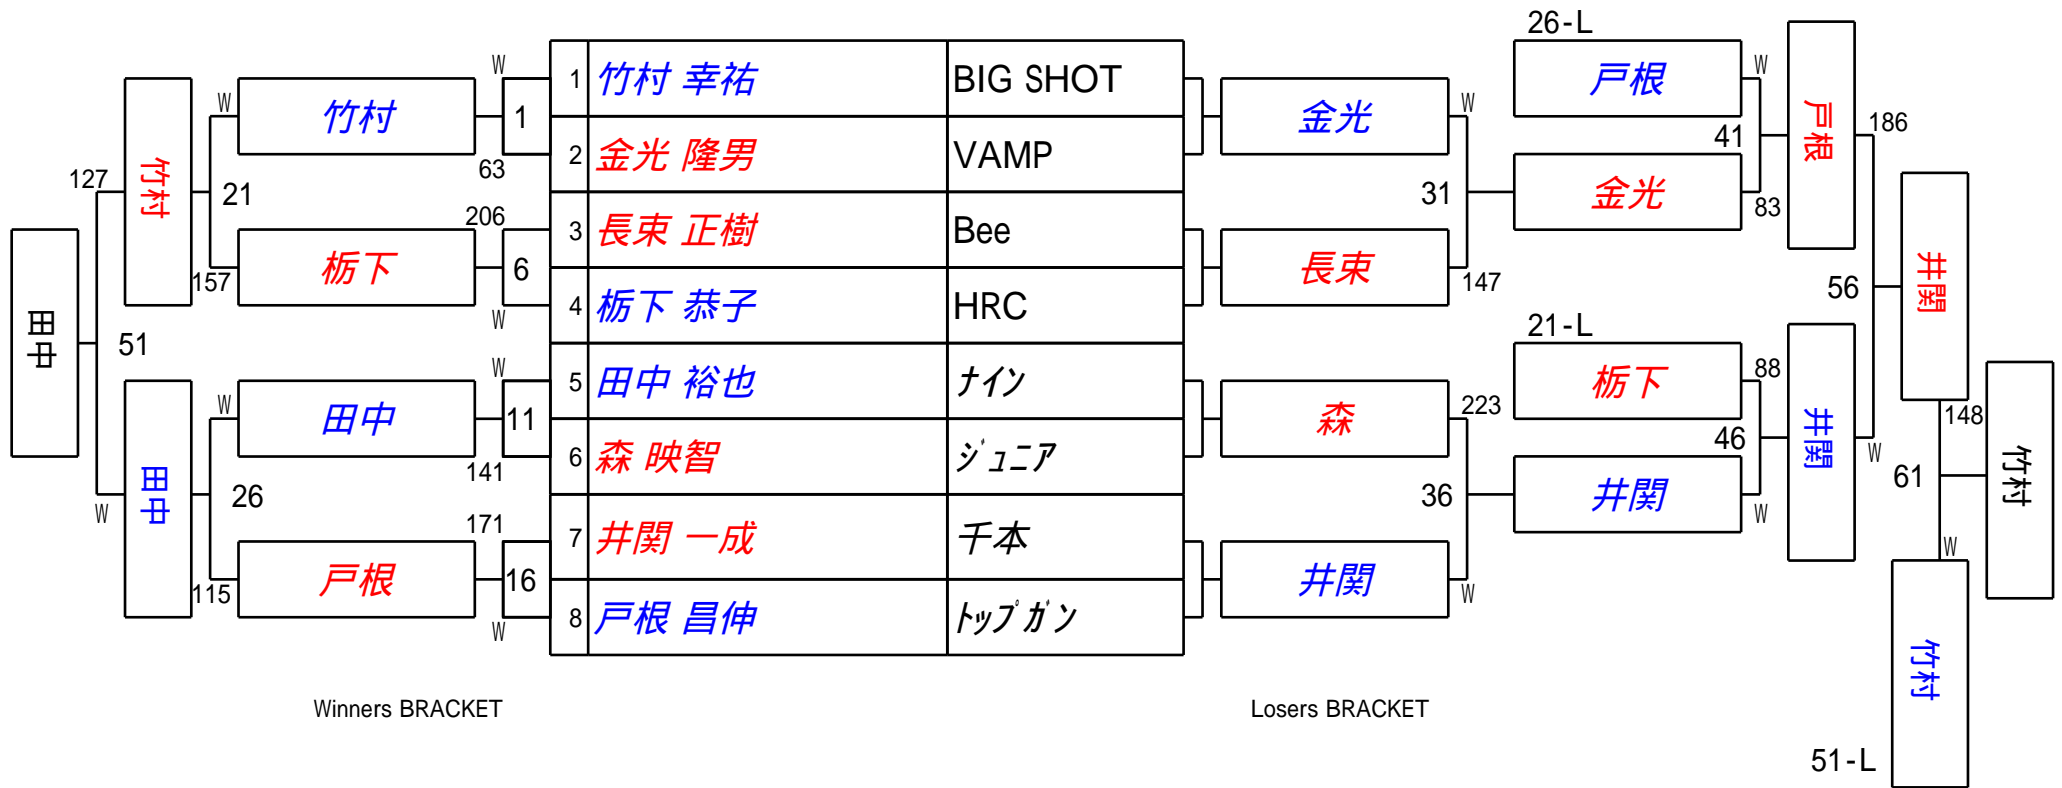 26-L
W
1 竹村 幸祐 BIG SHOT
W
戸根
W
竹村
1
金光
W
戸根
186
63
2 金光 隆男 VAMP
41
127
竹村
21
31
金光
83
206
3 長束 正樹 Bee
157
栃下
6
長束
147
56
井関
W
4 栃下 恭子 HRC
21-L
田中
51
W
5 田中 裕也 ナイン
栃下
88
W
田中
11
森
223
井関
148
141
6 森 映智 ジュニア
46
W
竹村
田中
26
36
井関
W
61
W
171
7 井関 一成 千本
W
115
戸根
16
井関
W
W
8 戸根 昌伸 トップガン
竹村
Winners BRACKET
Losers BRACKET
51-L